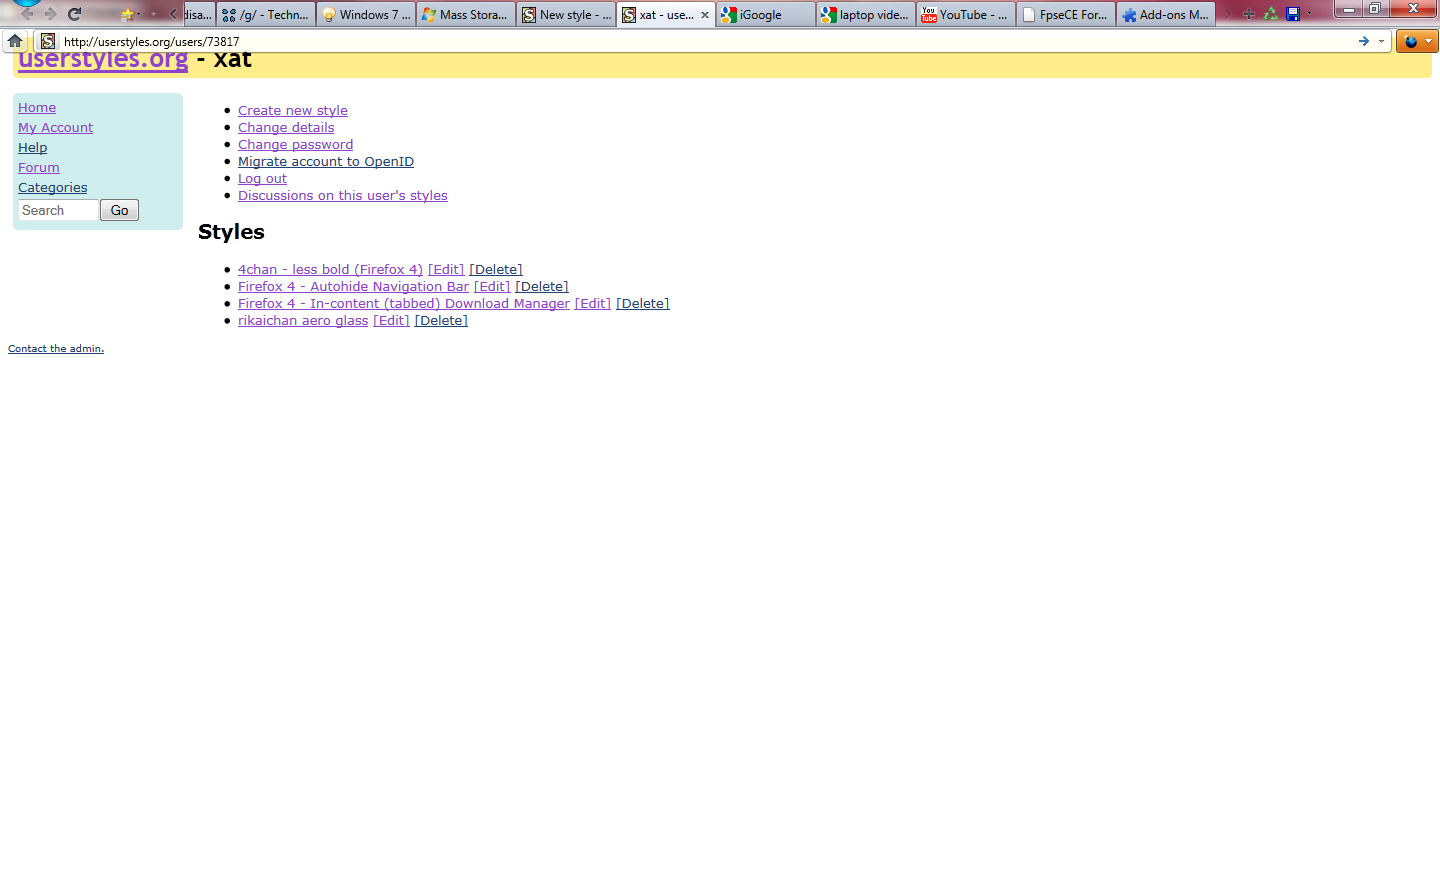 disa... /g/ - Techn... Windows 7 ... Mass Stora... New style - ... xat - use... iGoogle laptop vide... YouTube - ... FpseCE For... Add-ons M...
http://userstyles.org/users/73817
userstyles.org - xat
Home
My Account
Help
Forum
Categories
Search Go
Create new style
Change details
Change password
Migrate account to OpenID
Log out
Discussions on this user's styles
Styles
4chan - less bold (Firefox 4) [Edit] [Delete]
Firefox 4 - Autohide Navigation Bar [Edit] [Delete]
Firefox 4 - In-content (tabbed) Download Manager [Edit] [Delete]
rikaichan aero glass [Edit] [Delete]
Contact the admin.